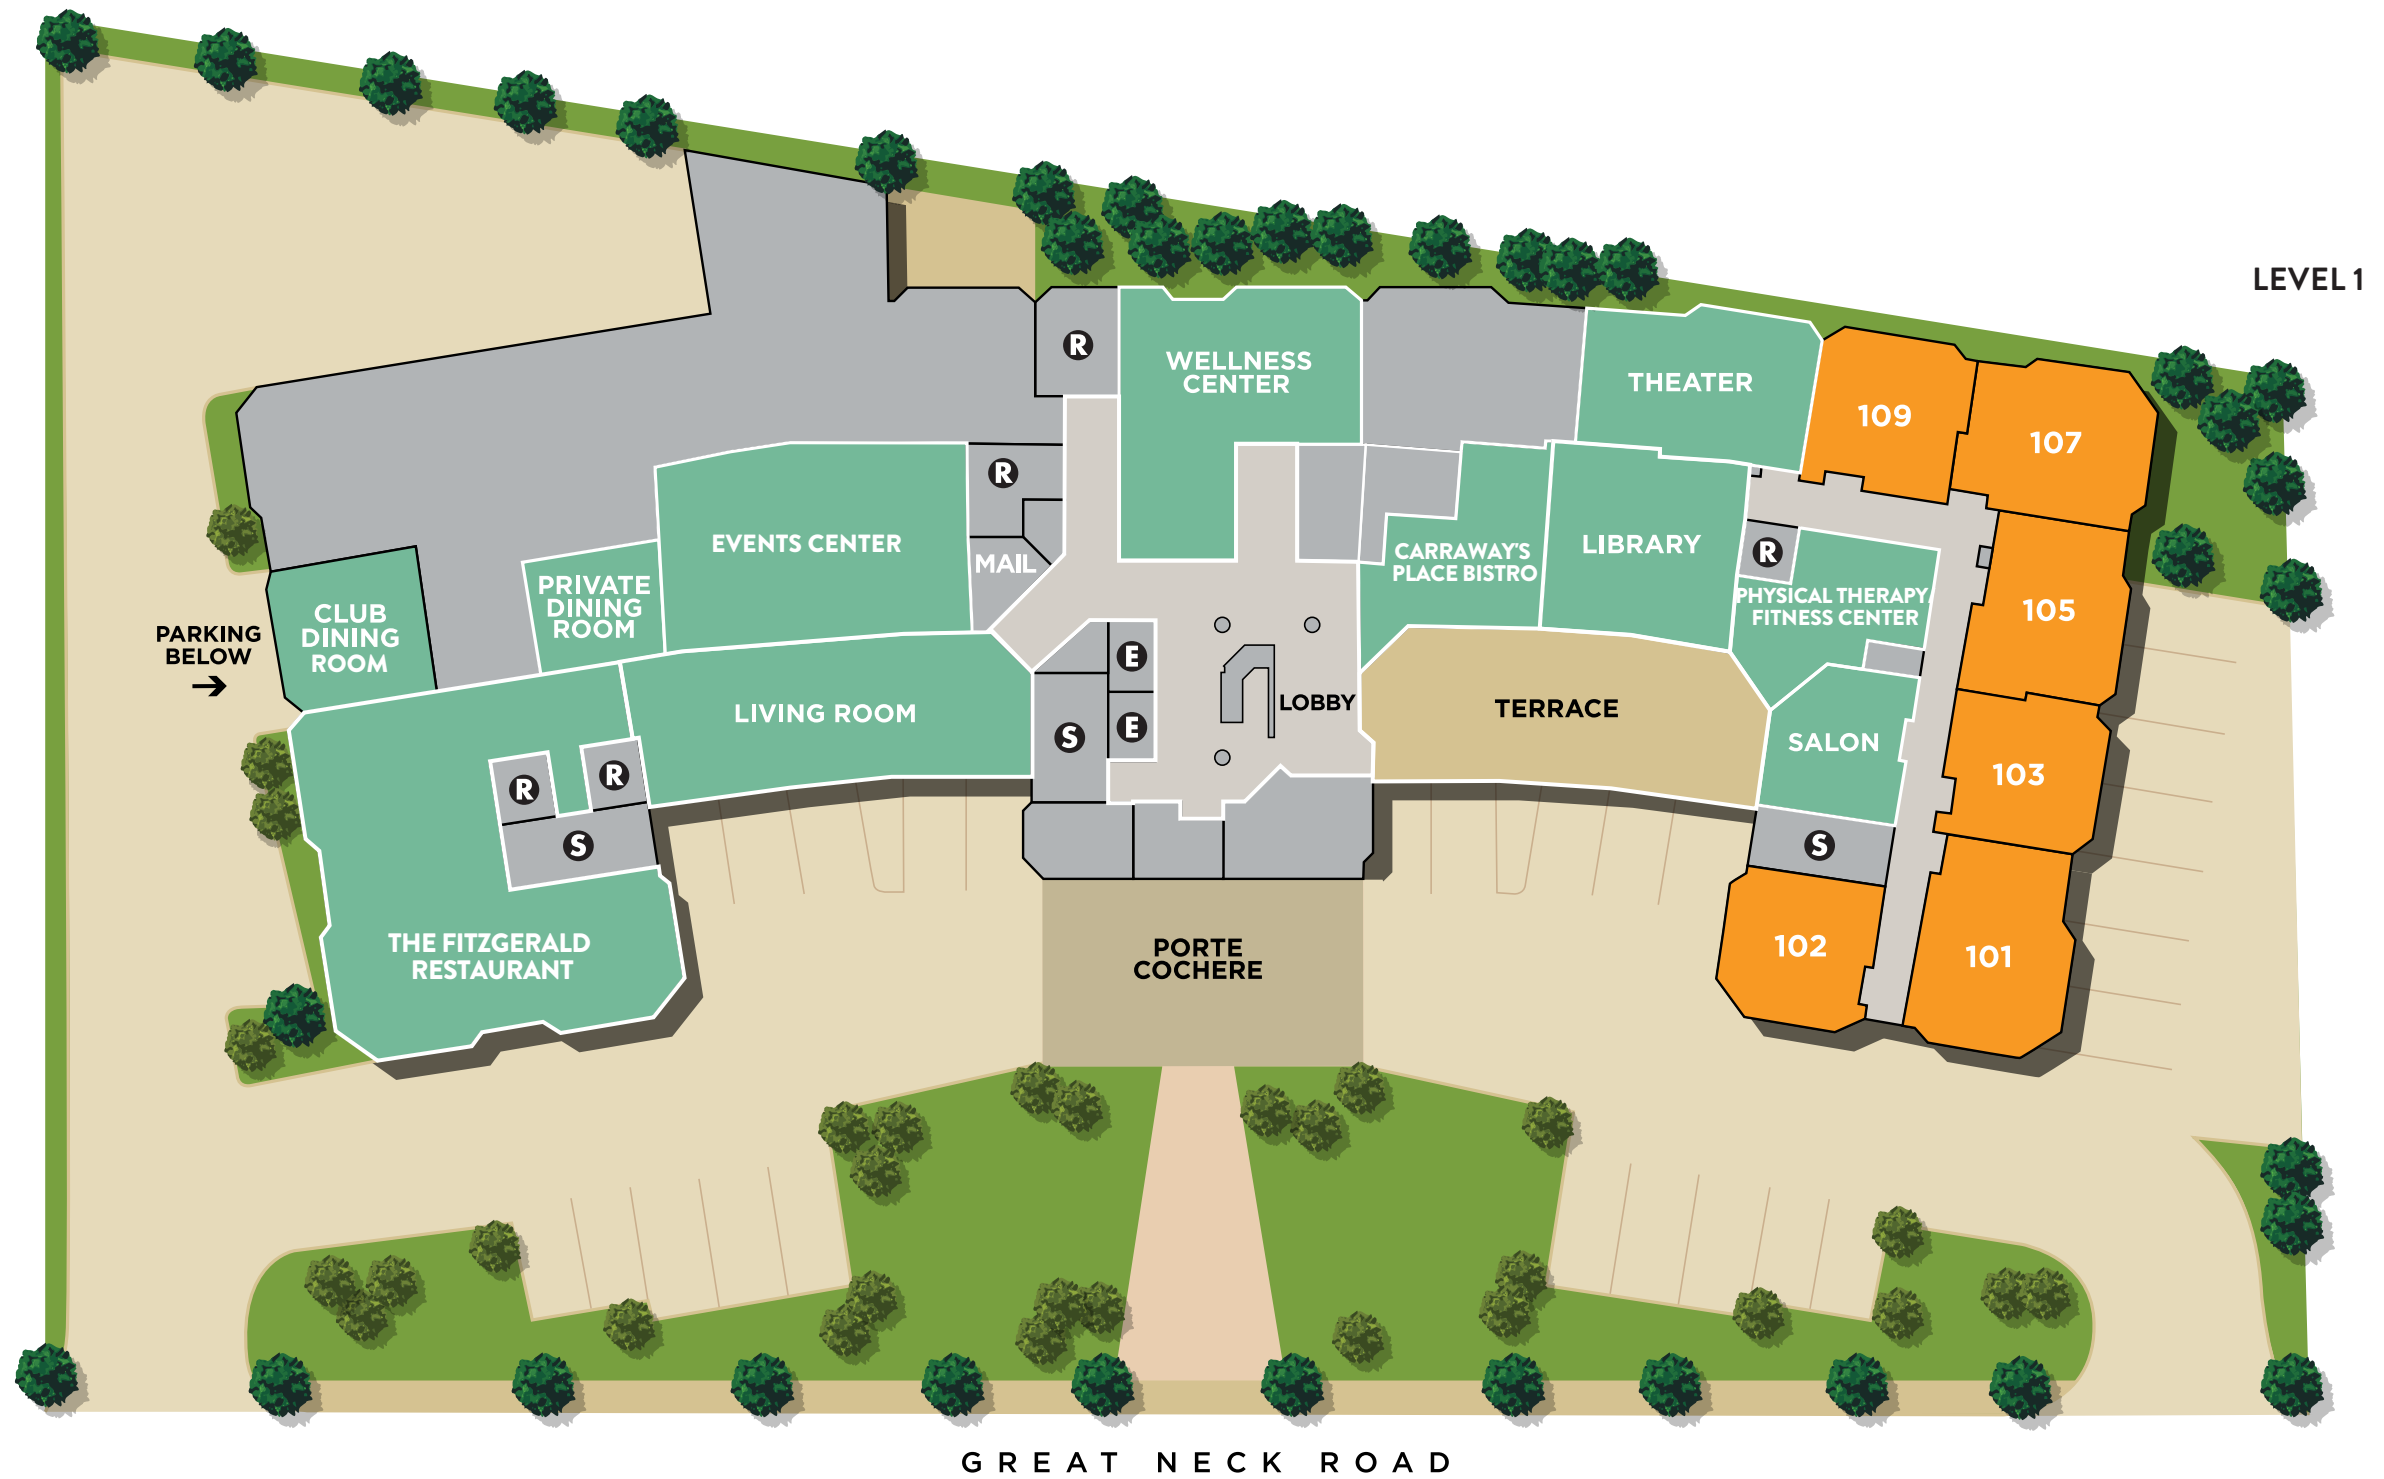 LEVEL 1
R
WELLNESS
CENTER
THEATER
109
107
R
EVENTS CENTER
MAIL
CARRAWAY'S
PLACE BISTRO
LIBRARY
R
PHYSICAL THERAPY/
FITNESS CENTER
105
PRIVATE
DINING
ROOM
CLUB
DINING
ROOM
PARKING
BELOW
→
E
E
S
LOBBY
LIVING ROOM
TERRACE
SALON
103
R
R
S
S
THE FITZGERALD
RESTAURANT
PORTE
COCHERE
102
101
GREAT NECK ROAD